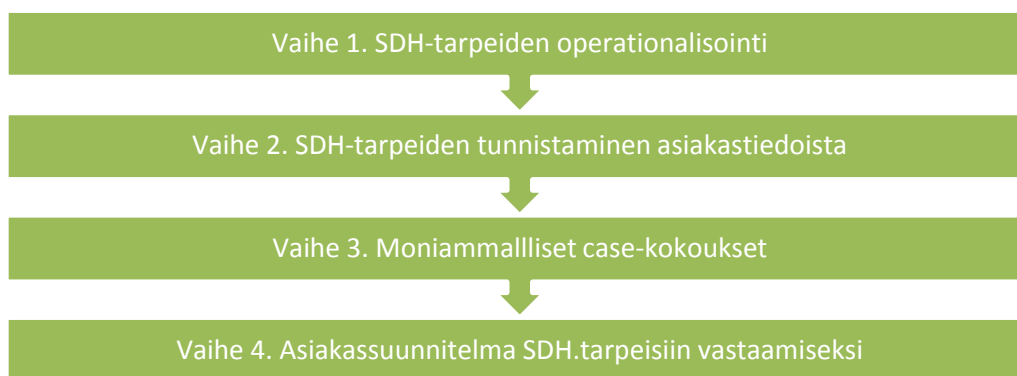 Vaihe 1. SDH-tarpeiden operationalisointi
Vaihe 2. SDH-tarpeiden tunnistaminen asiakastiedoista
Vaihe 3. Moniammallliset case-kokoukset
Vaihe 4. Asiakassuunnitelma SDH.tarpeisiin vastaamiseksi